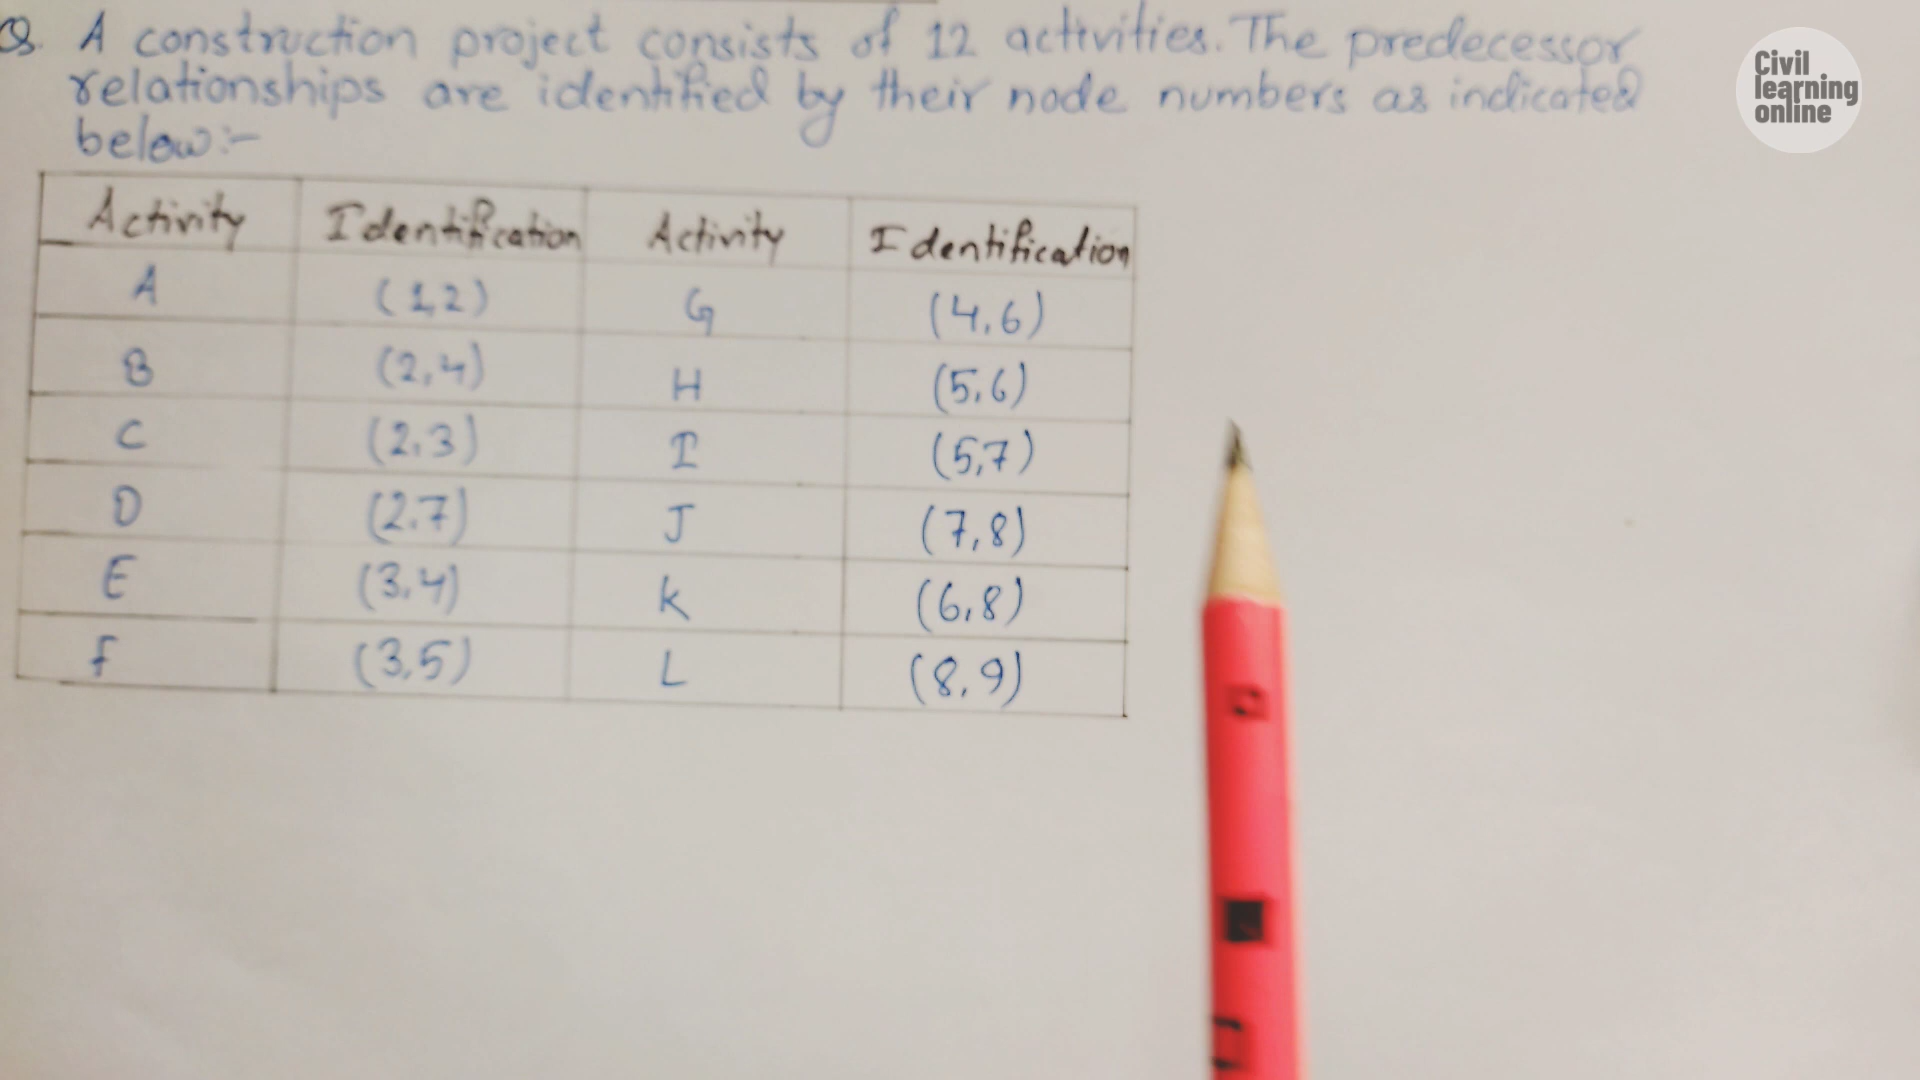 Q. A construction project consists of 12 activities. The predecessor
relationships are identified by their node numbers as indicated
below:-
Activity Identification Activity Identification
A (1,2) G (4,6)
B (2,4) H (5,6)
C (2,3) I (5,7)
D (2,7) J (7,8)
E (3,4) K (6,8)
F (3,5) L (8,9)
Civil
learning
online